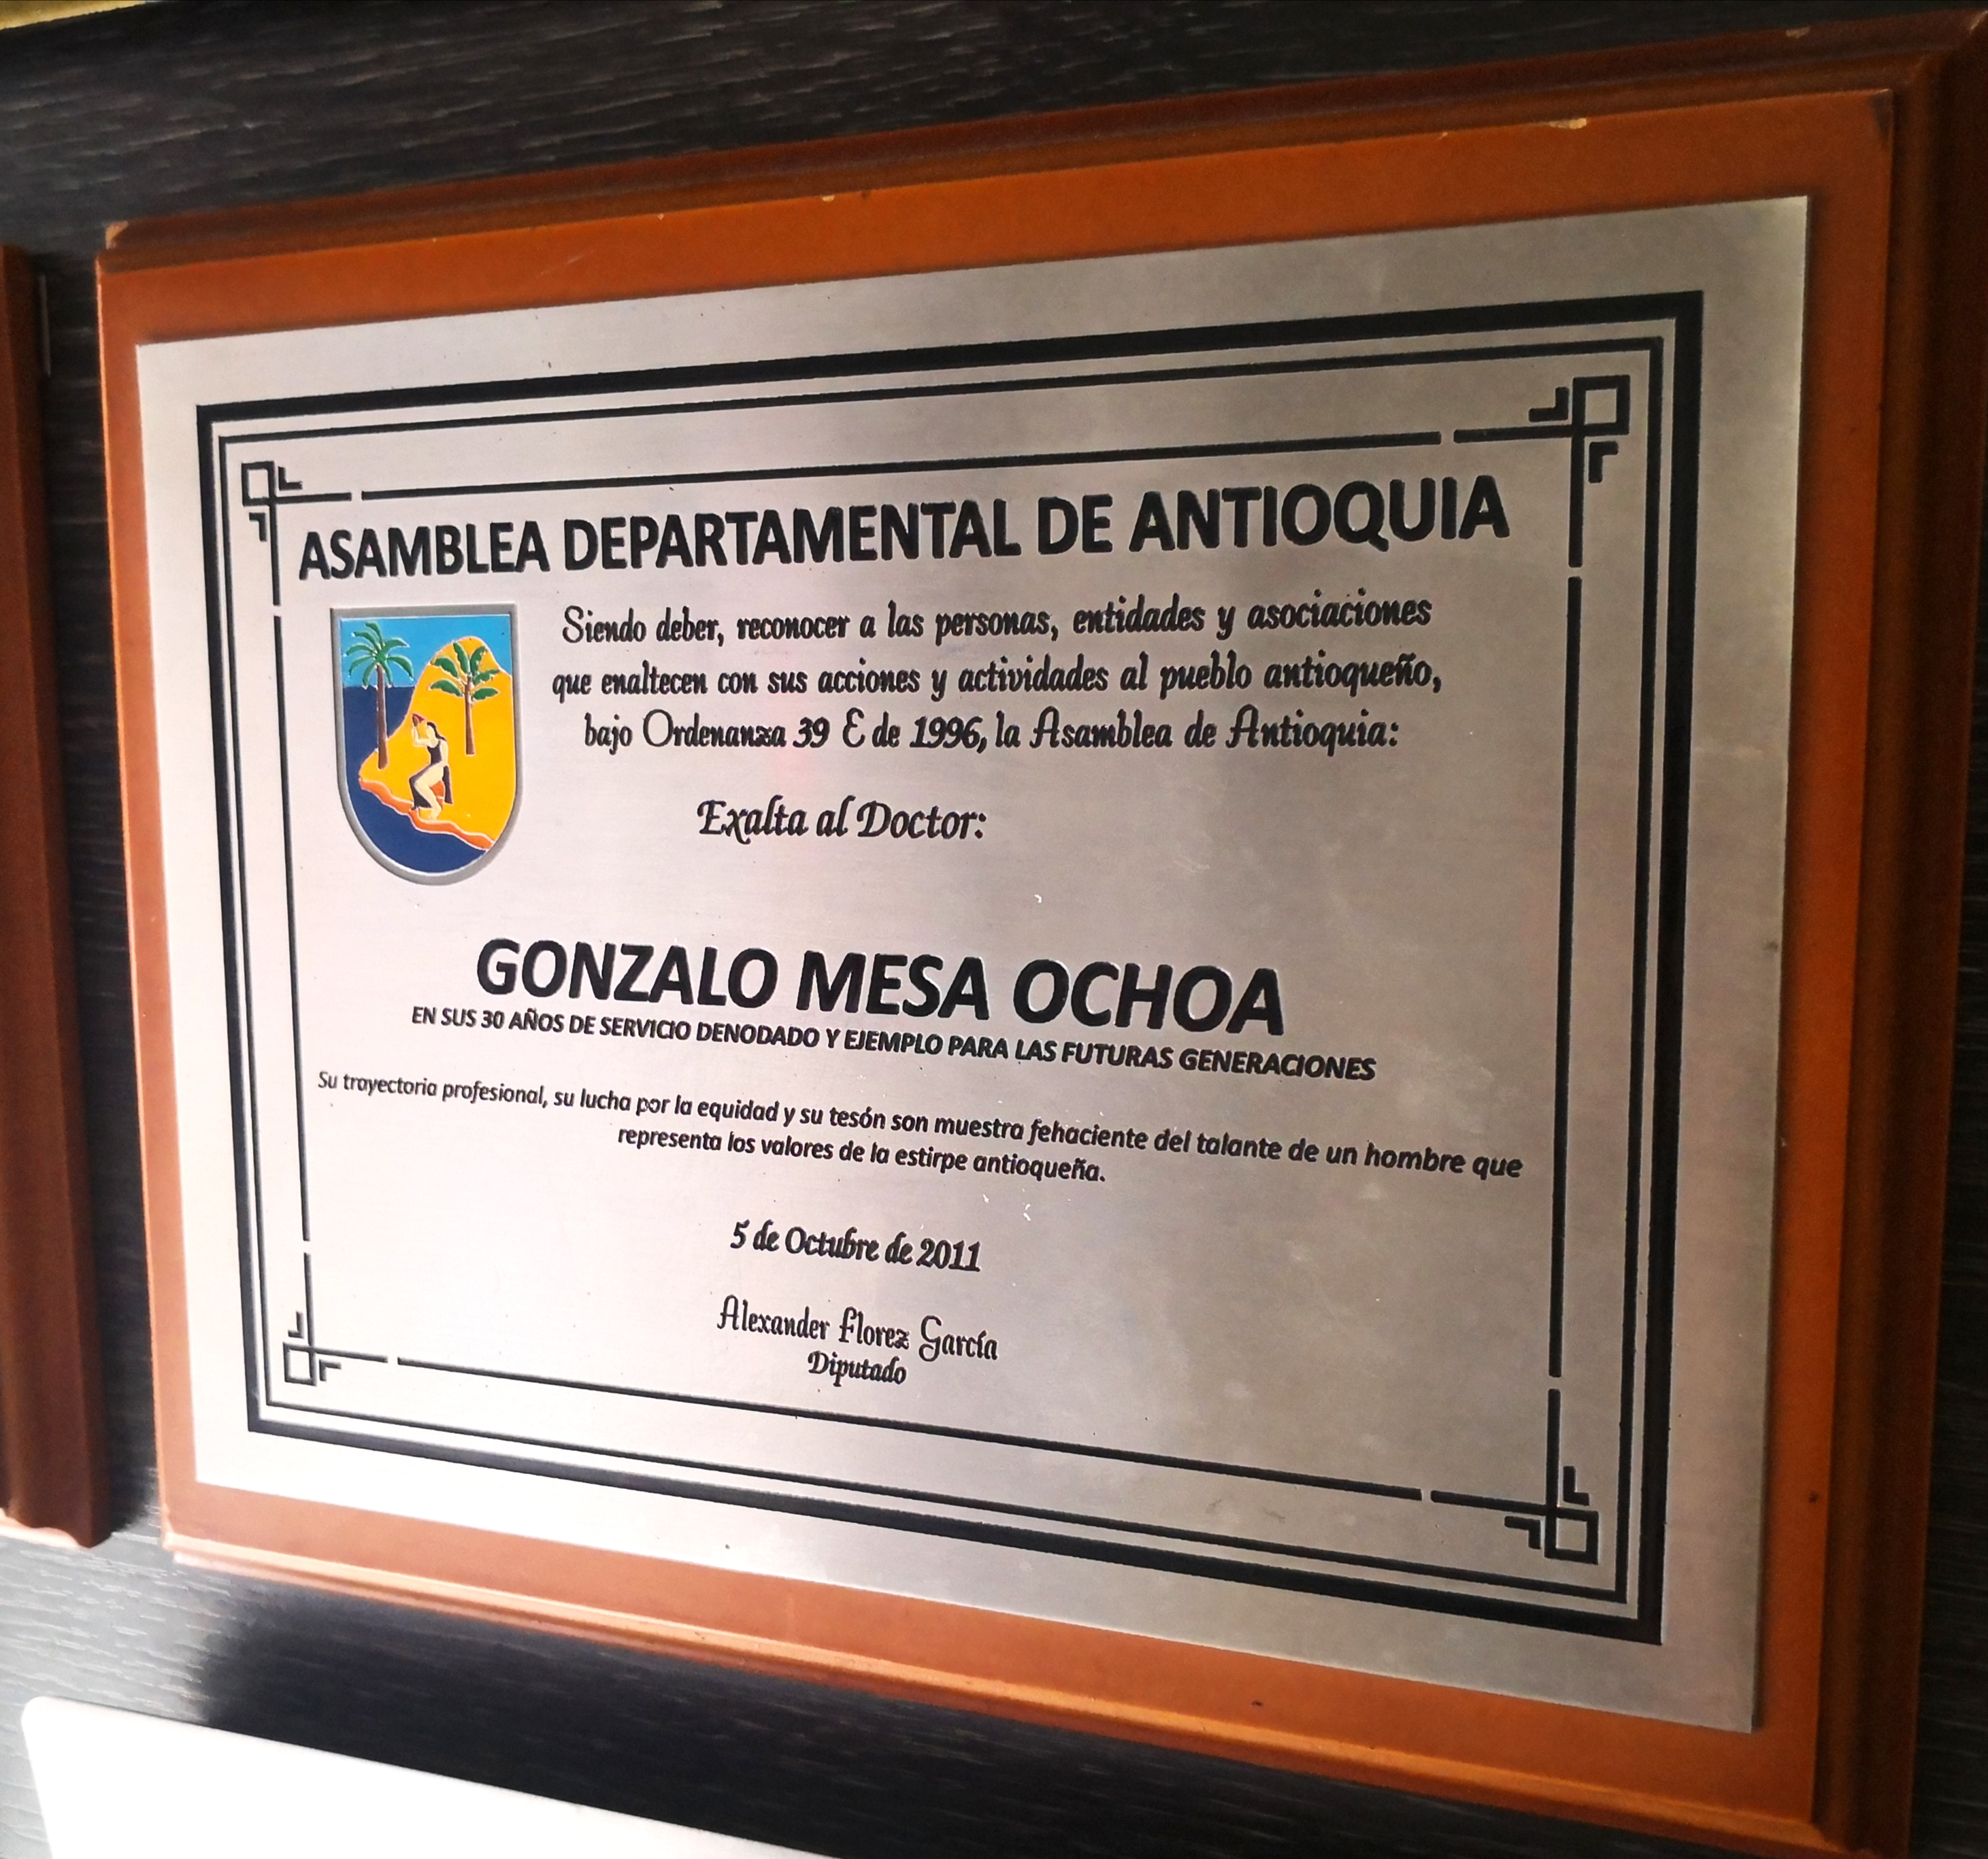 ASAMBLEA DEPARTAMENTAL DE ANTIOQUIA
Siendo deber, reconocer a las personas, entidades y asociaciones
que enaltecen con sus acciones y actividades al pueblo antioqueño,
bajo Ordenanza 39 E de 1996, la Asamblea de Antioquia:
Exalta al Doctor:
GONZALO MESA OCHOA
EN SUS 30 AÑOS DE SERVICIO DENODADO Y EJEMPLO PARA LAS FUTURAS GENERACIONES
Su trayectoria profesional, su lucha por la equidad y su tesón son muestra fehaciente del talante de un hombre que
representa los valores de la estirpe antioqueña.
5 de Octubre de 2011
Alexander Florez García
Diputado